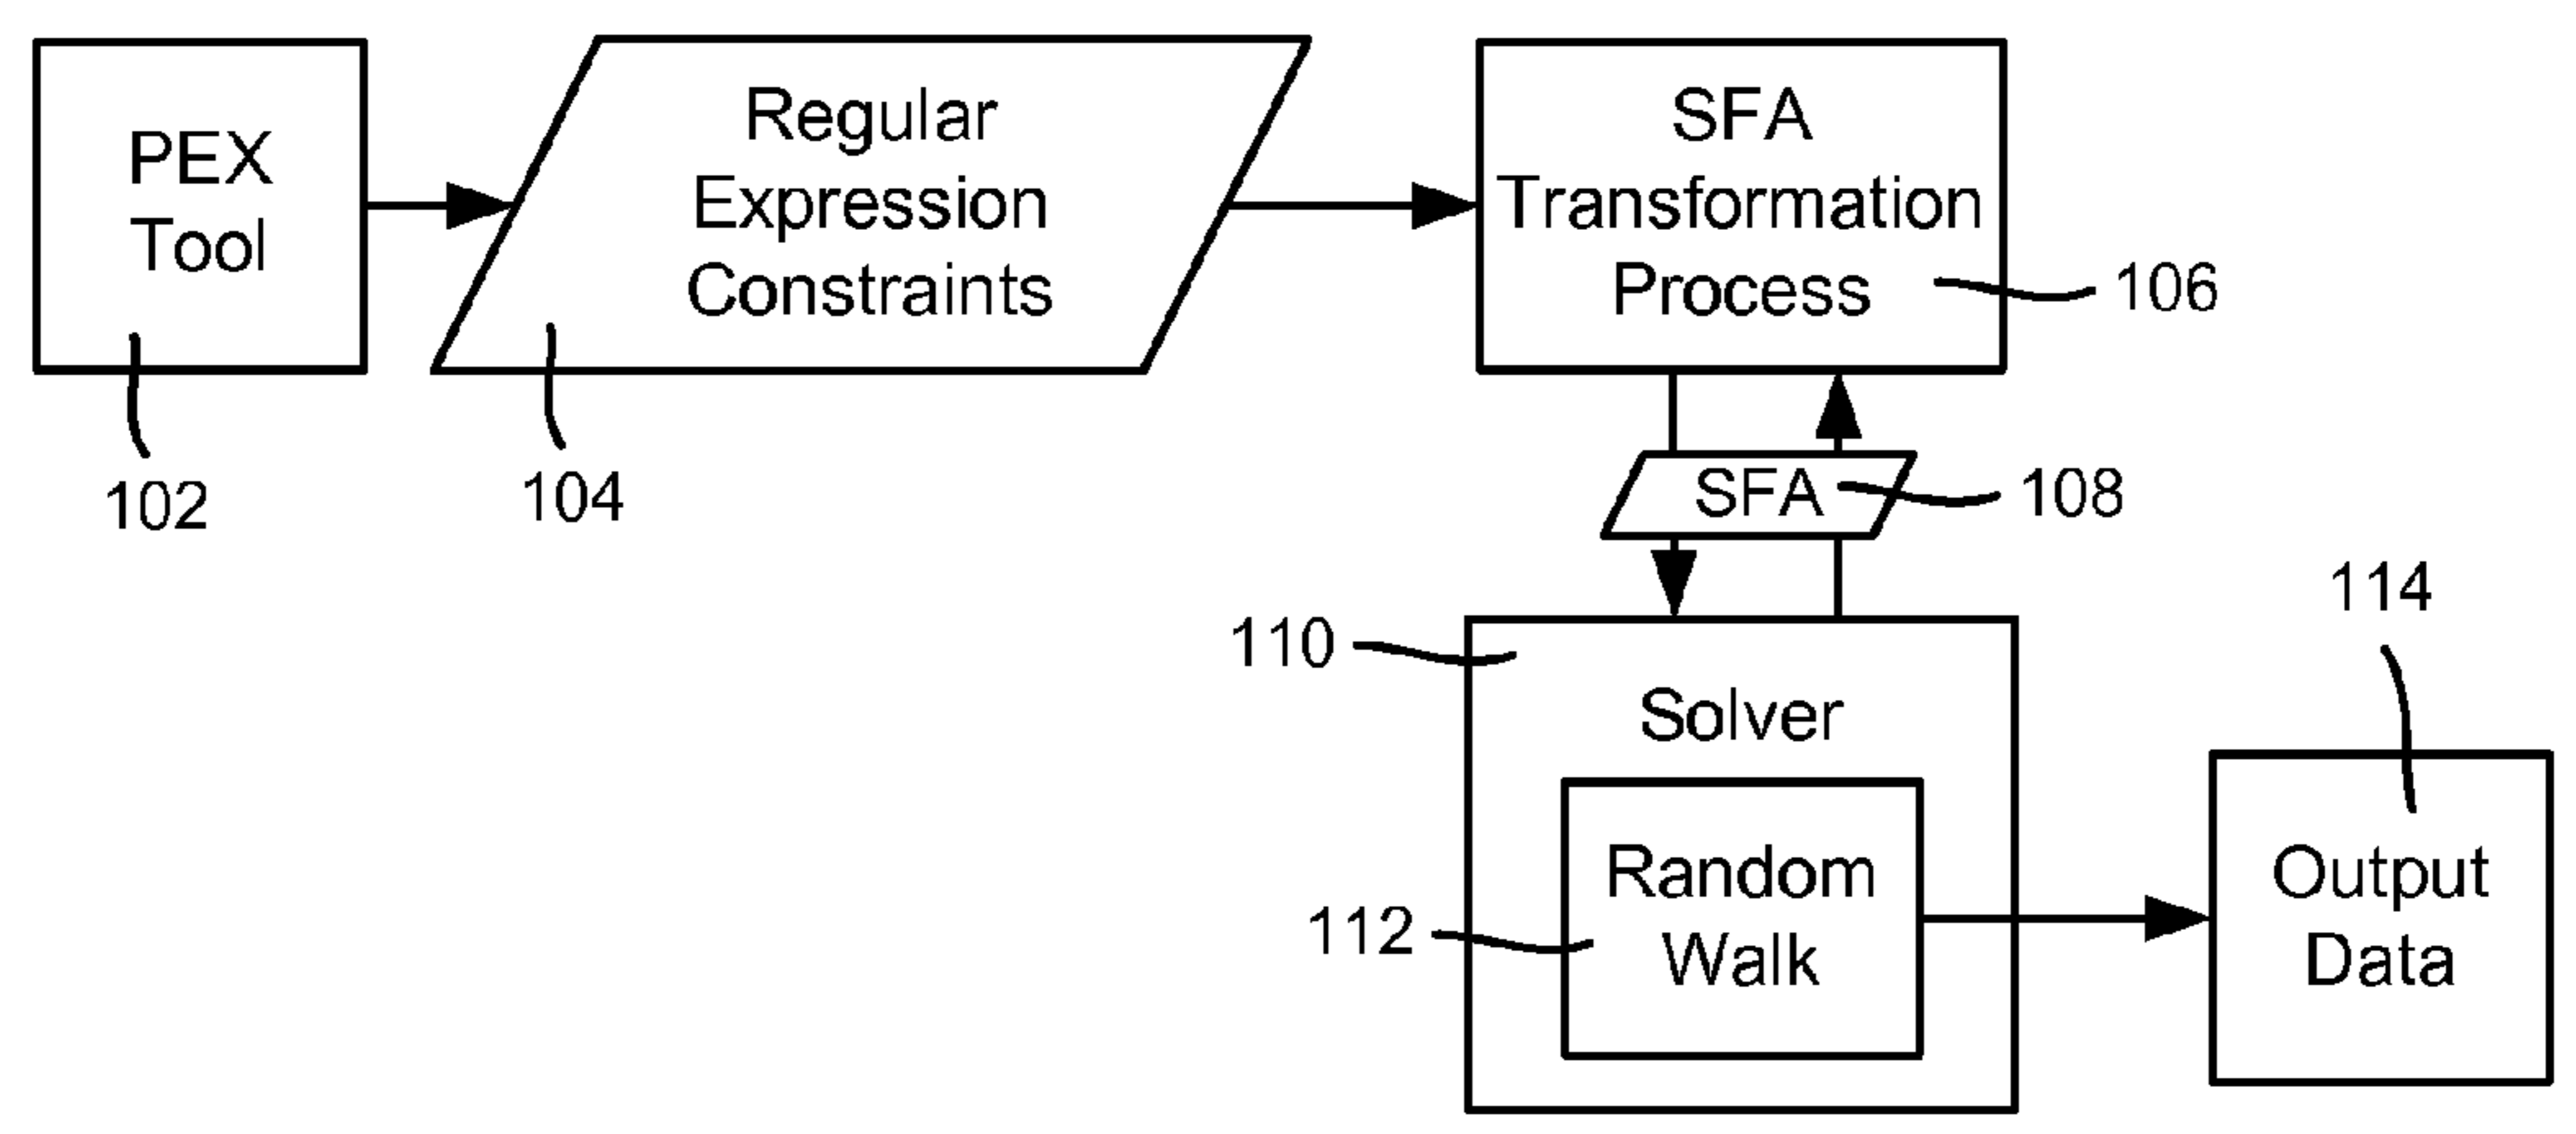 PEX
Tool
102
Regular
Expression
Constraints
104
SFA
Transformation
Process
106
SFA
108
110
Solver
112
Random
Walk
114
Output
Data